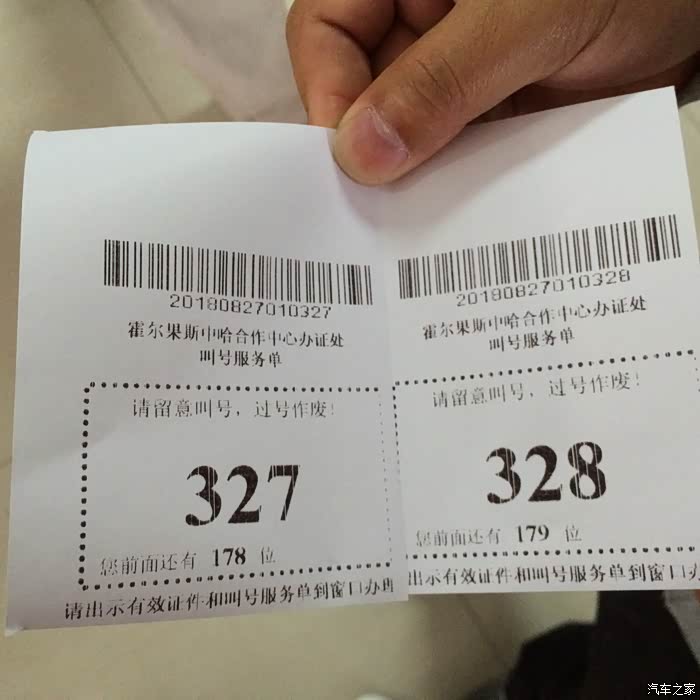 20180827010327
霍尔果斯中哈合作中心办证处
叫号服务单
请留意叫号，过号作废！
327
您前面还有 178 位
请出示有效证件和叫号服务单到窗口办
20180827010328
霍尔果斯中哈合作中心办证处
叫号服务单
请留意叫号，过号作废！
328
您前面还有 179 位
出示有效证件和叫号服务单到窗口办
汽车之家